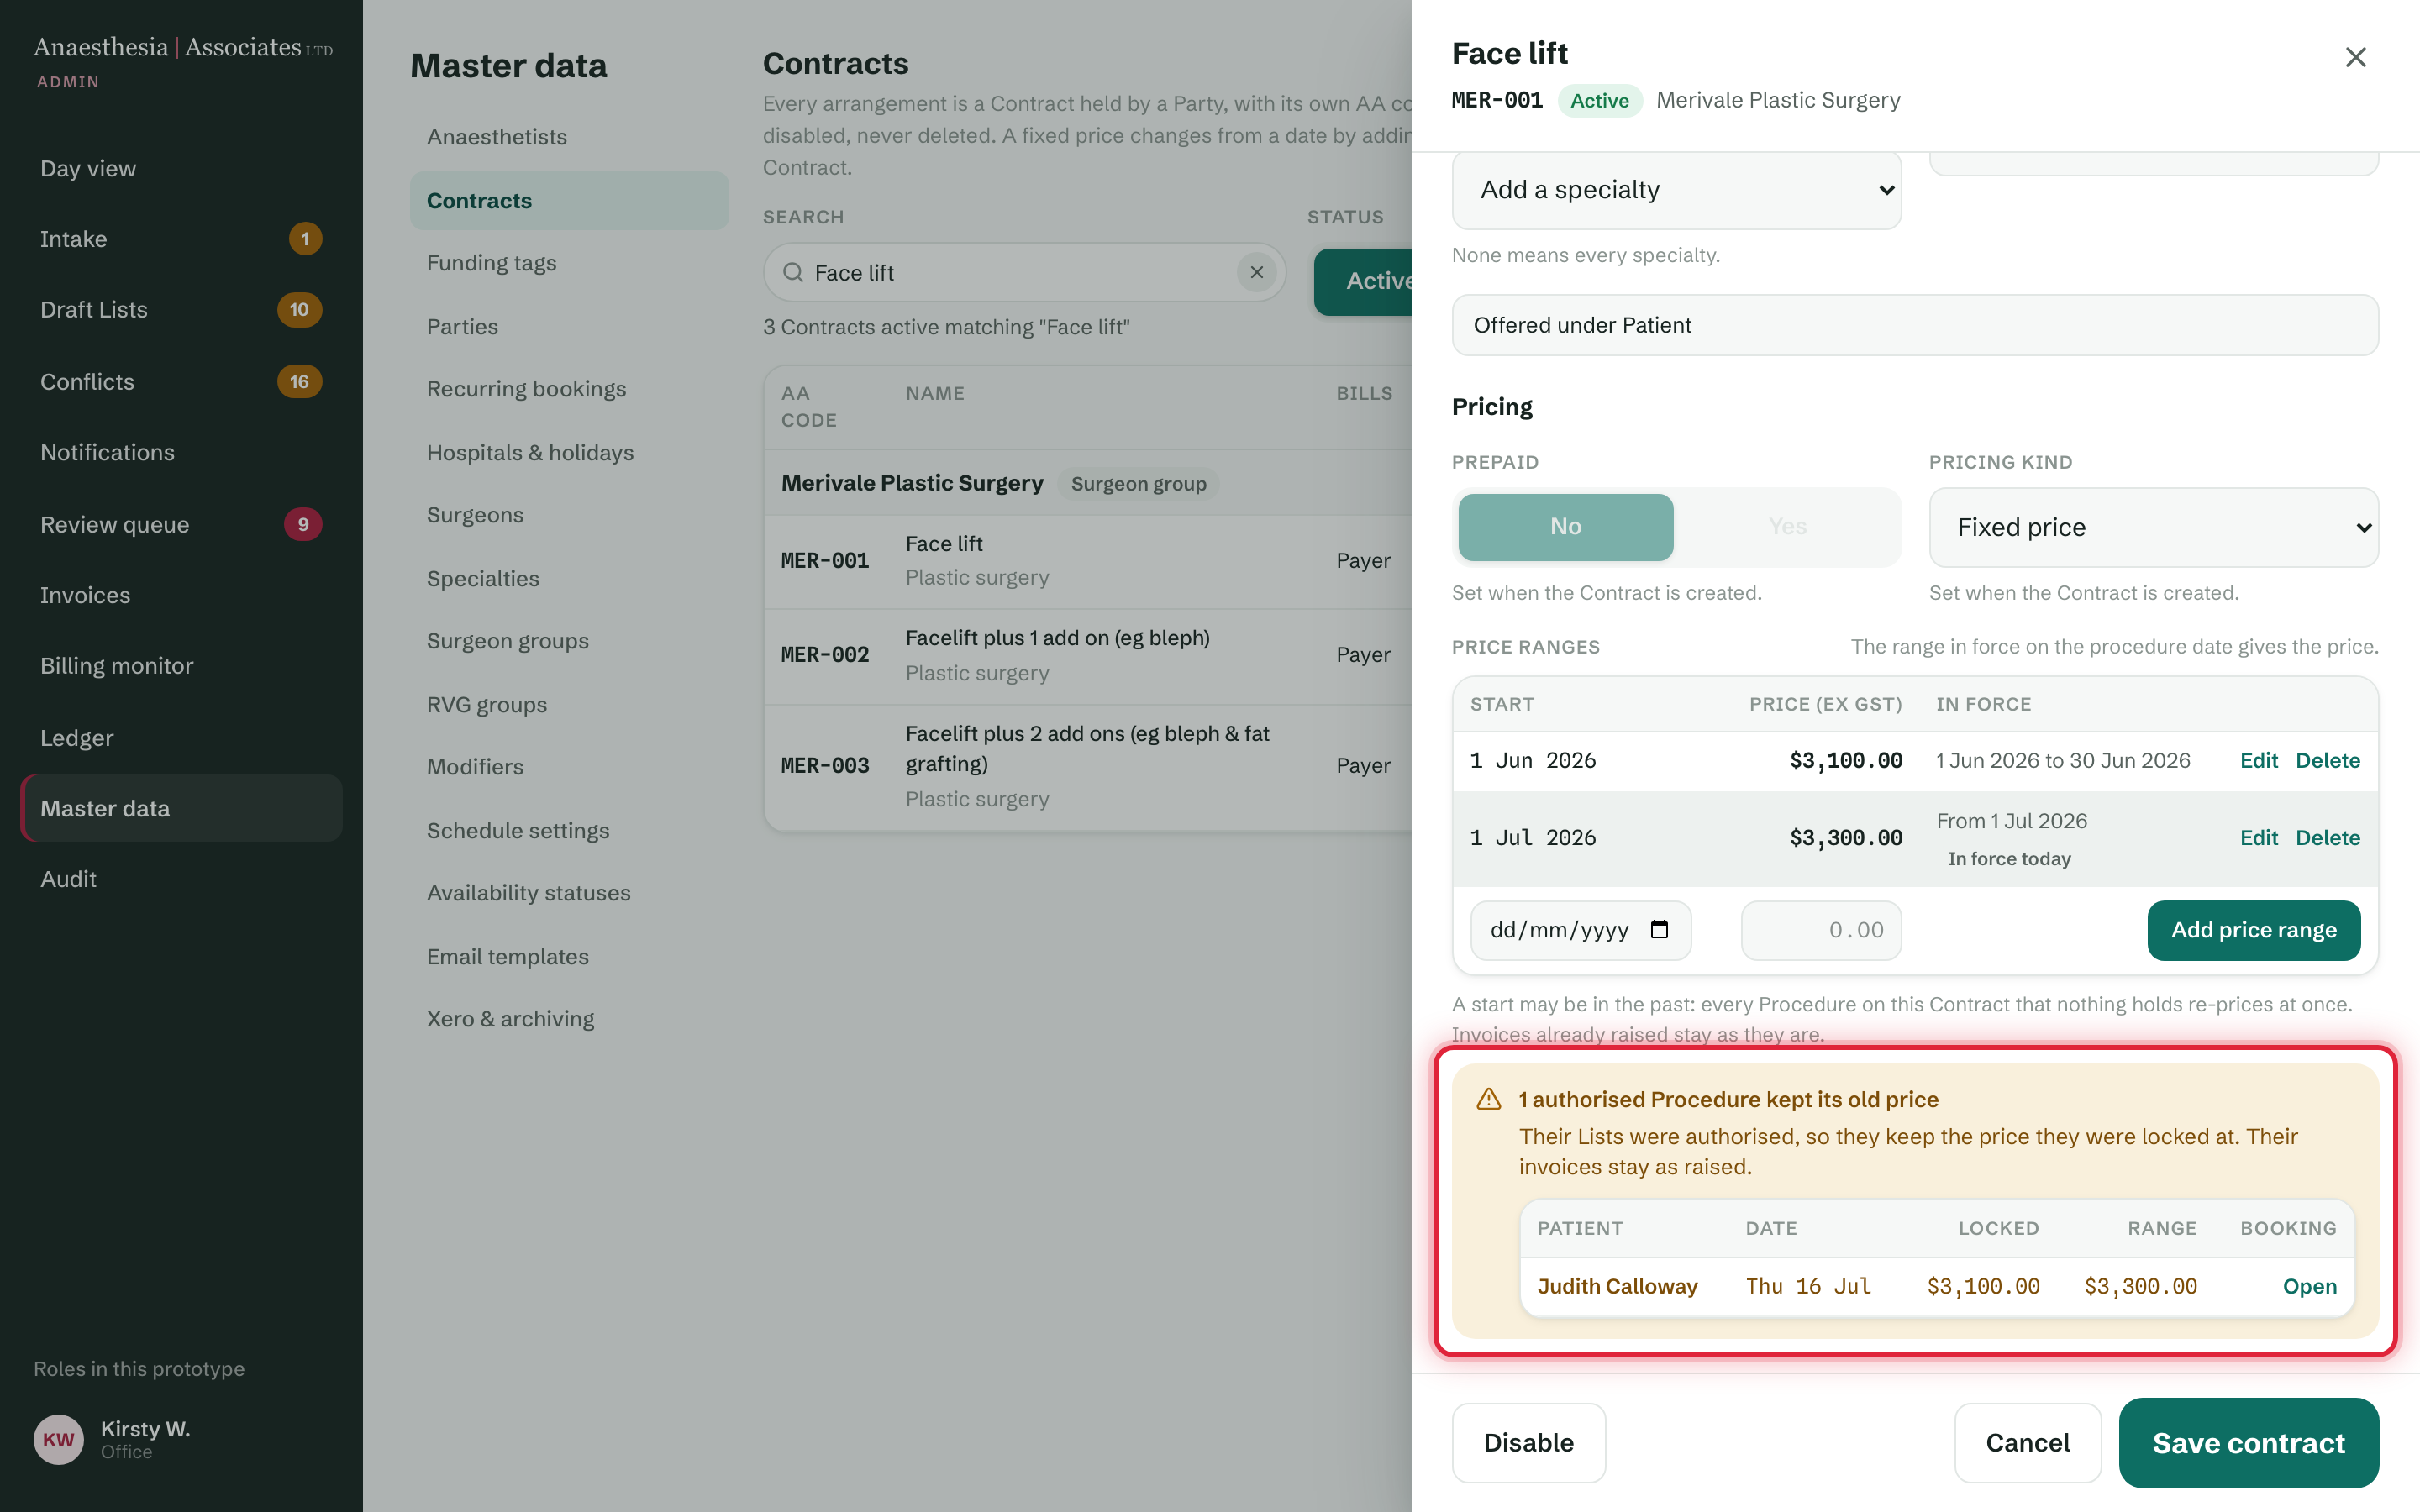 Anaesthesia | Associates LTD
ADMIN
Day view
Intake 1
Draft Lists 10
Conflicts 16
Notifications
Review queue 9
Invoices
Billing monitor
Ledger
Master data
Audit
Roles in this prototype
KW
Kirsty W.
Office
Master data
Anaesthetists
Contracts
Funding tags
Parties
Recurring bookings
Hospitals & holidays
Surgeons
Specialties
Surgeon groups
RVG groups
Modifiers
Schedule settings
Availability statuses
Email templates
Xero & archiving
Contracts
Every arrangement is a Contract held by a Party, with its own AA
disabled, never deleted. A fixed price changes from a date by
Contract.
SEARCH
STATUS
Face lift
Active
3 Contracts active matching "Face lift"
AA CODE NAME BILLS
Merivale Plastic Surgery Surgeon group
MER-001 Face lift Payer
Plastic surgery
MER-002 Facelift plus 1 add on (eg bleph) Payer
Plastic surgery
MER-003 Facelift plus 2 add ons (eg bleph & fat Payer
grafting)
Plastic surgery
Face lift
MER-001 Active Merivale Plastic Surgery
Add a specialty
None means every specialty.
Offered under Patient
Pricing
PREPAID PRICING KIND
No Yes Fixed price
Set when the Contract is created. Set when the Contract is created.
PRICE RANGES The range in force on the procedure date gives the price.
START PRICE (EX GST) IN FORCE
1 Jun 2026 $3,100.00 1 Jun 2026 to 30 Jun 2026 Edit Delete
1 Jul 2026 $3,300.00 From 1 Jul 2026 Edit Delete
In force today
dd/mm/yyyy 0.00 Add price range
A start may be in the past: every Procedure on this Contract that nothing holds re-prices at once.
Invoices already raised stay as they are.
1 authorised Procedure kept its old price
Their Lists were authorised, so they keep the price they were locked at. Their
invoices stay as raised.
PATIENT DATE LOCKED RANGE BOOKING
Judith Calloway Thu 16 Jul $3,100.00 $3,300.00 Open
Disable Cancel Save contract